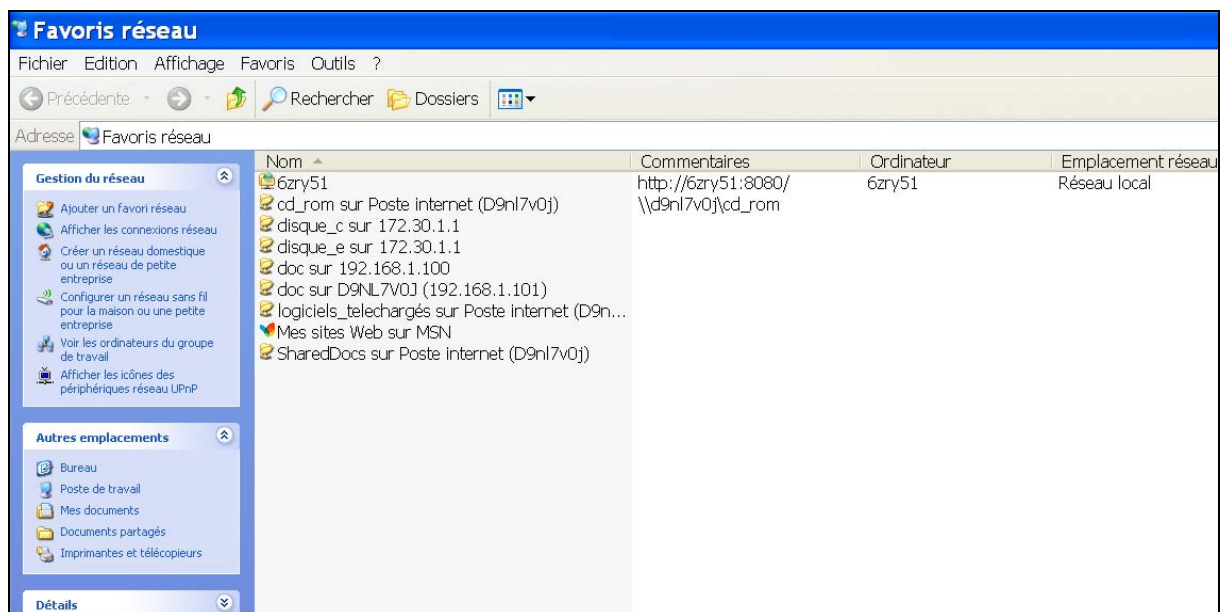 Favoris réseau
Fichier Edition Affichage Favoris Outils ?
Précédente Rechercher Dossiers
Adresse Favoris réseau
Gestion du réseau
Ajouter un favori réseau
Afficher les connexions réseau
Créer un réseau domestique
ou un réseau de petite
entreprise
Configurer un réseau sans fil
pour la maison ou une petite
entreprise
Voir les ordinateurs du groupe
de travail
Afficher les icônes des
périphériques réseau UPnP
Autres emplacements
Bureau
Poste de travail
Mes documents
Documents partagés
Imprimantes et télécopieurs
Détails
Nom Commentaires Ordinateur Emplacement réseau
6zry51 http://6zry51:8080/ 6zry51 Réseau local
cd_rom sur Poste internet (D9nl7v0j) \\d9nl7v0j\cd_rom
disque_c sur 172.30.1.1
disque_e sur 172.30.1.1
doc sur 192.168.1.100
doc sur D9NL7V0J (192.168.1.101)
logiciels_telechargés sur Poste internet (D9n...
Mes sites Web sur MSN
SharedDocs sur Poste internet (D9nl7v0j)